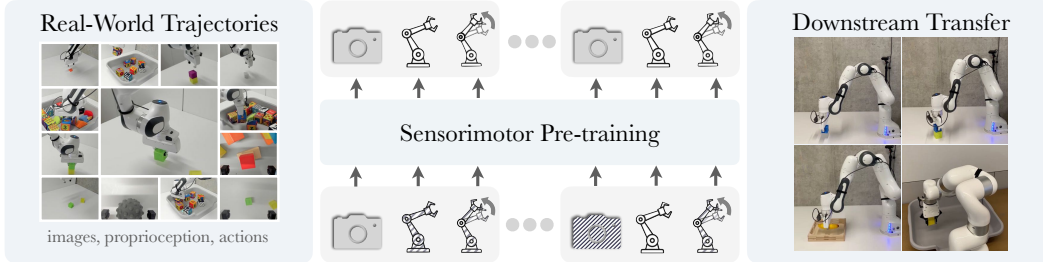 Real-World Trajectories
images, proprioception, actions
Sensorimotor Pre-training
Downstream Transfer